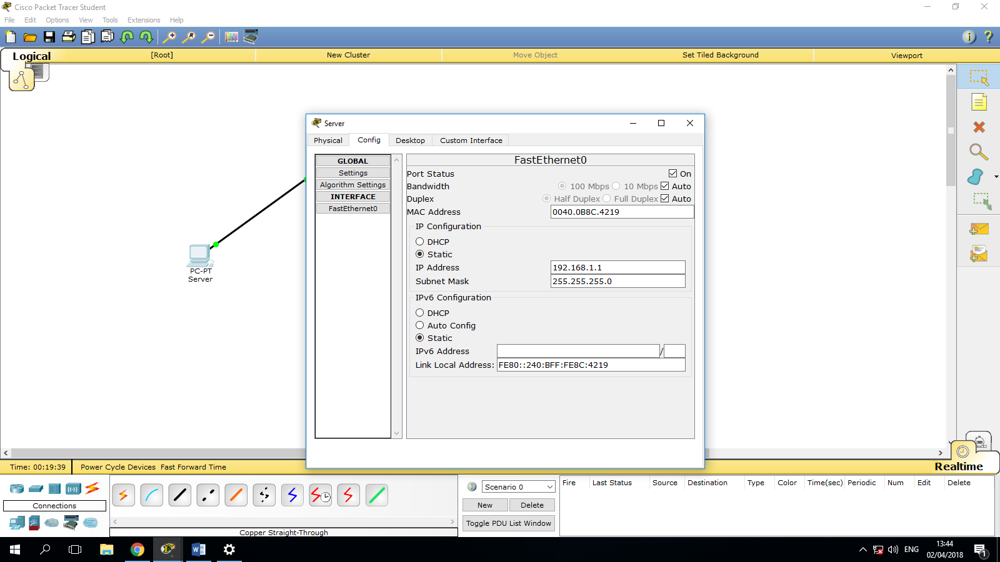 Cisco Packet Tracer Student
File Edit Options View Tools Extensions Help
Logical [Root] New Cluster Move Object Set Tiled Background Viewport
Server
Physical Config Desktop Custom Interface
GLOBAL
Settings
Algorithm Settings
INTERFACE
FastEthernet0
FastEthernet0
Port Status On
Bandwidth 100 Mbps 10 Mbps Auto
Duplex Half Duplex Full Duplex Auto
MAC Address 0040.0B8C.4219
IP Configuration
DHCP
Static
IP Address 192.168.1.1
Subnet Mask 255.255.255.0
IPv6 Configuration
DHCP
Auto Config
Static
IPv6 Address /
Link Local Address: FE80::240:BFF:FE8C:4219
PC-PT
Server
Time: 00:19:39 Power Cycle Devices Fast Forward Time Realtime
Connections
Copper Straight-Through
Scenario 0
New Delete
Toggle PDU List Window
Fire Last Status Source Destination Type Color Time(sec) Periodic Num Edit Delete
ENG
13:44
02/04/2018
1